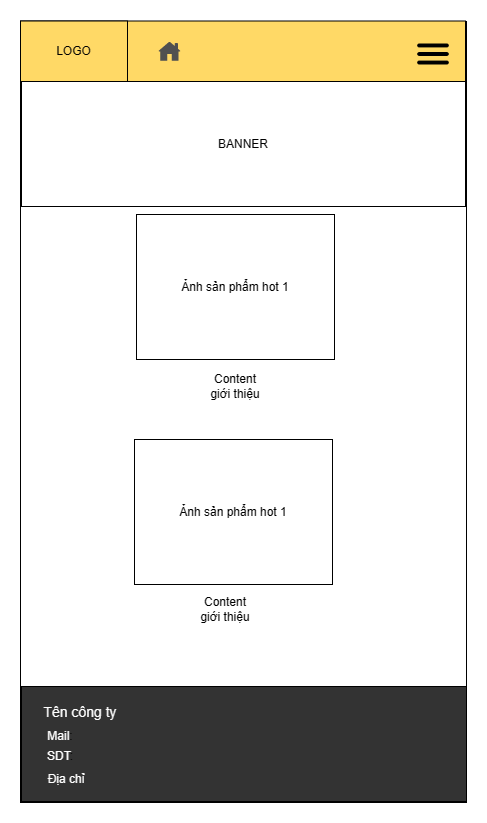 LOGO
BANNER
Ảnh sản phẩm hot 1
Content
giới thiệu
Ảnh sản phẩm hot 1
Content
giới thiệu
Tên công ty
Mail
SDT
Địa chỉ